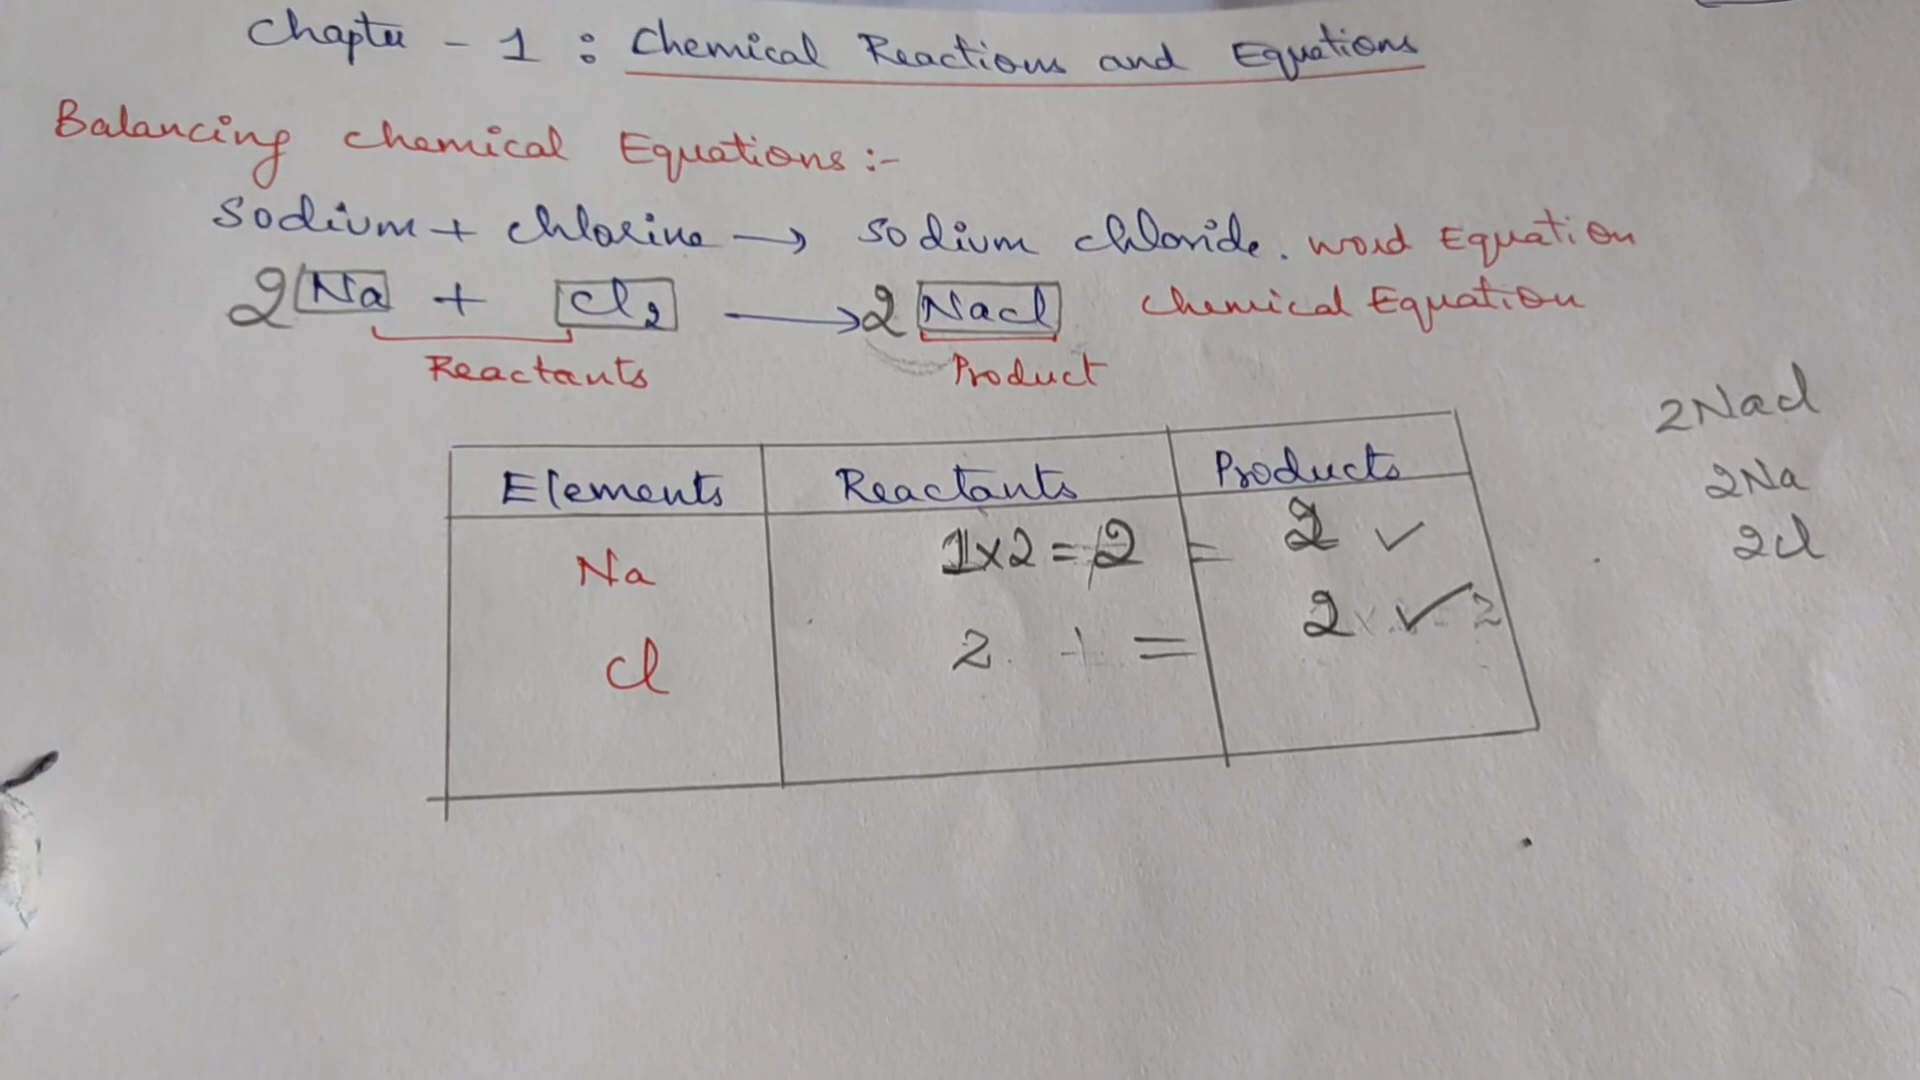 Chapter - 1 : Chemical Reactions and Equations
Balancing chemical Equations :-
Sodium + chlorine → sodium chloride. word Equation
2 Na + Cl2 → 2 NaCl Chemical Equation
Reactants Product
2NaCl
2Na
2Cl
Elements Reactants Products
Na 1x2 = 2 = 2 ✓
Cl 2 = 2 ✓